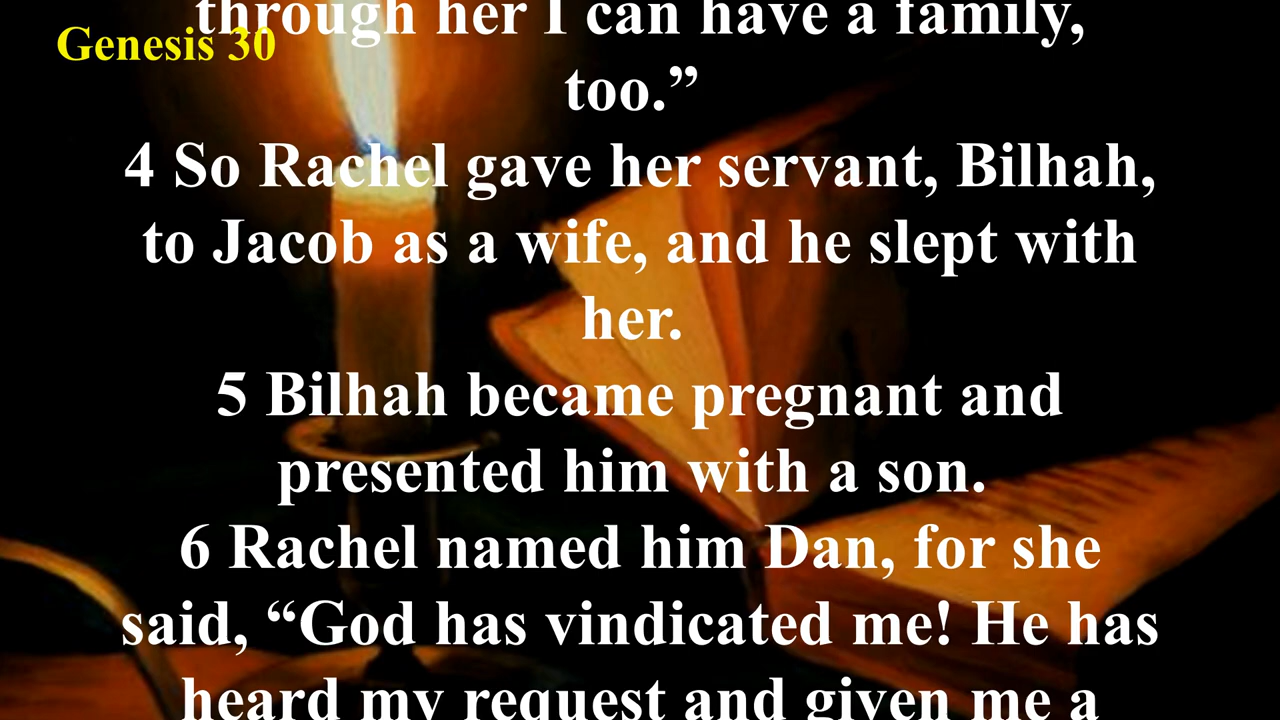 through her I can have a family,
Genesis 30
too.”
4 So Rachel gave her servant, Bilhah,
to Jacob as a wife, and he slept with
her.
5 Bilhah became pregnant and
presented him with a son.
6 Rachel named him Dan, for she
said, “God has vindicated me! He has
heard my request and given me a